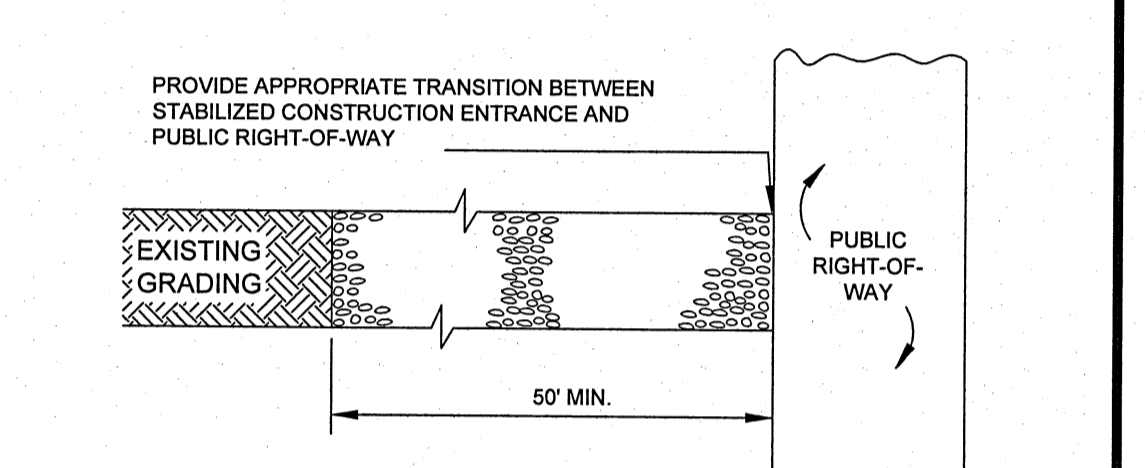 PROVIDE APPROPRIATE TRANSITION BETWEEN
STABILIZED CONSTRUCTION ENTRANCE AND
PUBLIC RIGHT-OF-WAY
EXISTING
GRADING
PUBLIC
RIGHT-OF-
WAY
50' MIN.